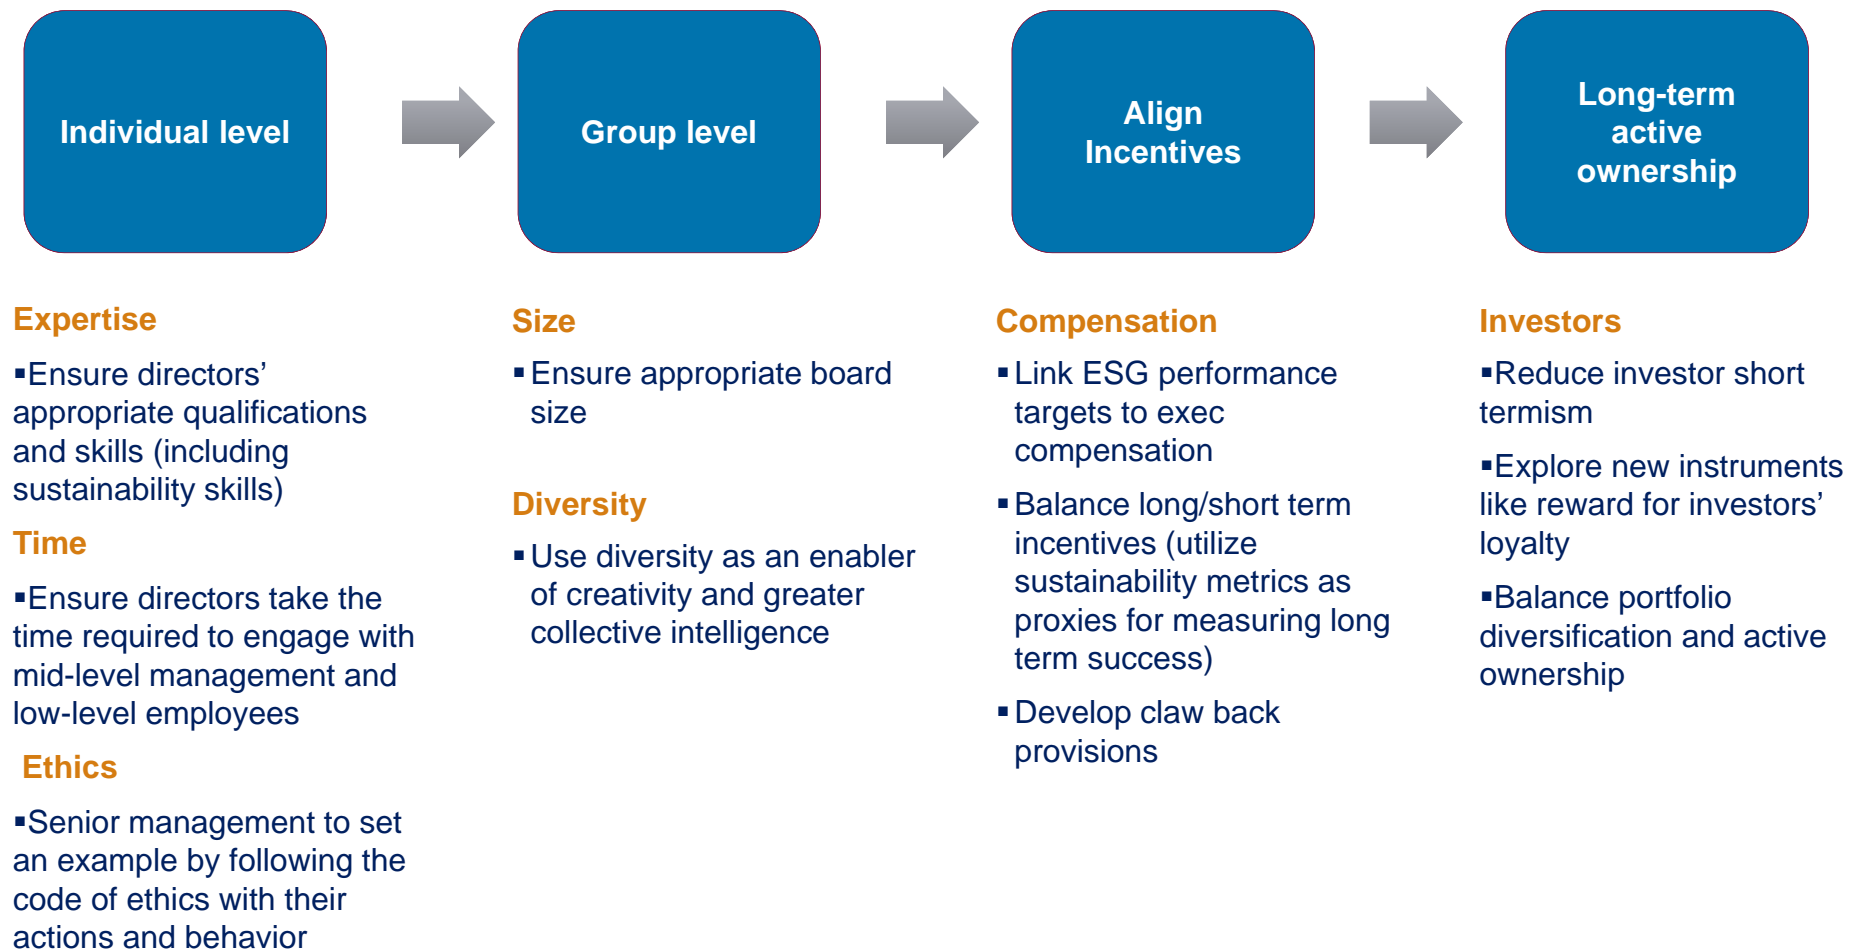 Individual level
Group level
Align
Incentives
Long-term
active
ownership
Expertise
▪Ensure directors’
appropriate qualifications
and skills (including
sustainability skills)
Time
▪Ensure directors take the
time required to engage with
mid-level management and
low-level employees
Ethics
▪Senior management to set
an example by following the
code of ethics with their
actions and behavior
Size
▪Ensure appropriate board
size
Diversity
▪Use diversity as an enabler
of creativity and greater
collective intelligence
Compensation
▪Link ESG performance
targets to exec
compensation
▪Balance long/short term
incentives (utilize
sustainability metrics as
proxies for measuring long
term success)
▪Develop claw back
provisions
Investors
▪Reduce investor short
termism
▪Explore new instruments
like reward for investors’
loyalty
▪Balance portfolio
diversification and active
ownership